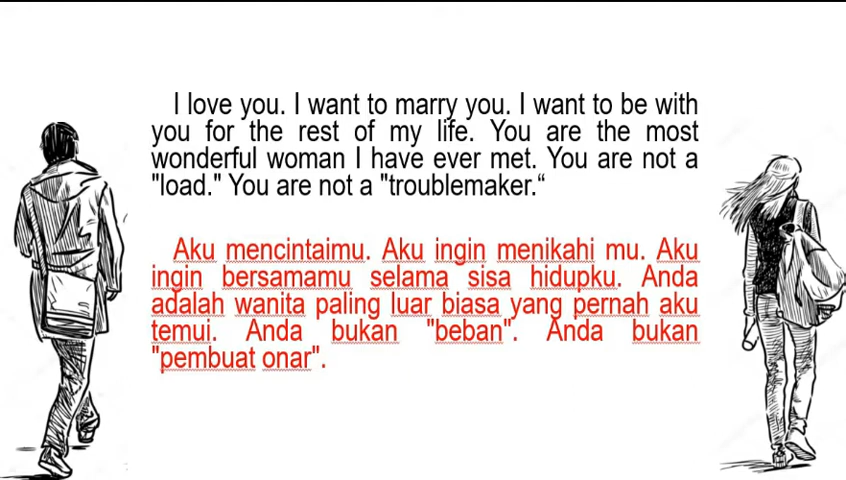 I love you. I want to marry you. I want to be with
you for the rest of my life. You are the most
wonderful woman I have ever met. You are not a
"load." You are not a "troublemaker.“
Aku mencintaimu. Aku ingin menikahi mu. Aku
ingin bersamamu selama sisa hidupku. Anda
adalah wanita paling luar biasa yang pernah aku
temui. Anda bukan "beban". Anda bukan
"pembuat onar".